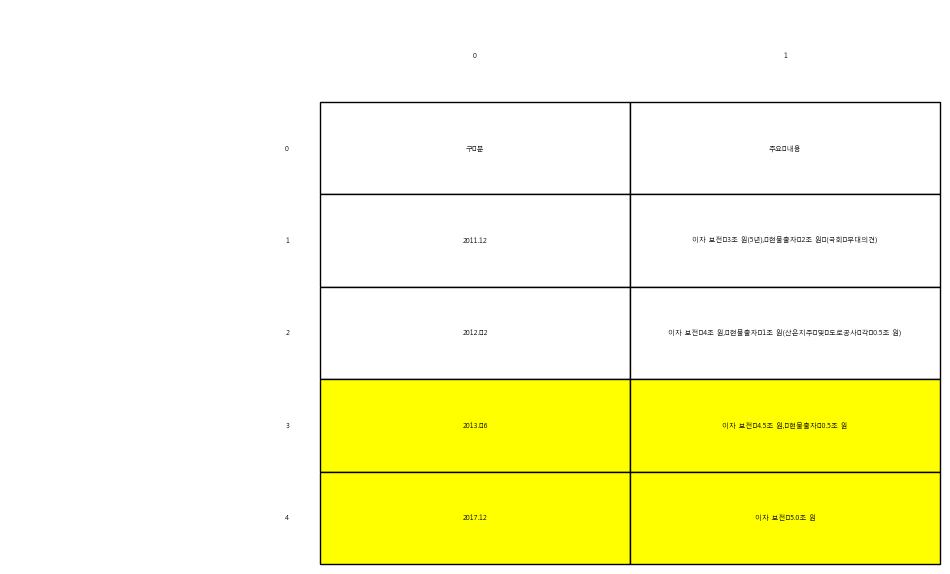 0 1
0 구 분 주요 내용
1 2011.12 이자 보전 3조 원(5년), 현물출자 2조 원 (국회 부대의견)
2 2012. 2 이자 보전 4조 원, 현물출자 1조 원(산은지주 및 도로공사 각 0.5조 원)
3 2013. 6 이자 보전 4.5조 원, 현물출자 0.5조 원
4 2017.12 이자 보전 5.0조 원